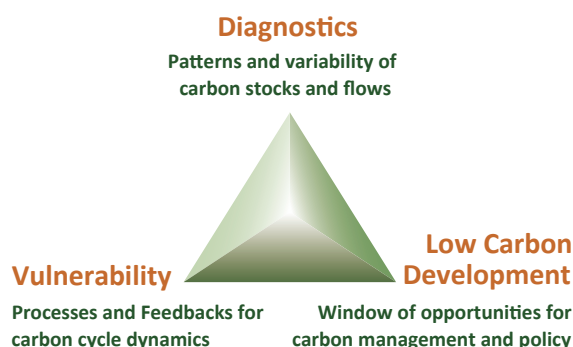 Diagnostics
Patterns and variability of
carbon stocks and flows
Vulnerability
Processes and Feedbacks for
carbon cycle dynamics
Low Carbon
Development
Window of opportunities for
carbon management and policy